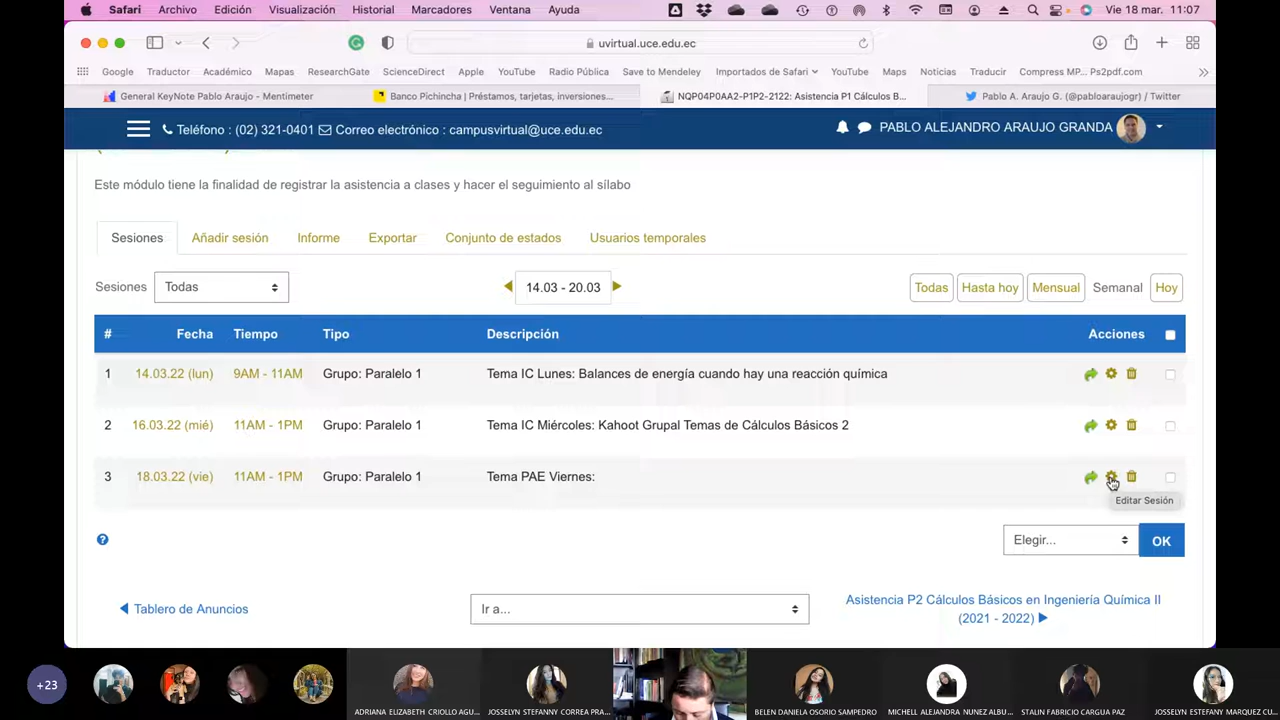 Safari Archivo Edición Visualización Historial Marcadores Ventana Ayuda Vie 18 mar. 11:07
uvirtual.uce.edu.ec
Google Traductor Académico Mapas ResearchGate ScienceDirect Apple YouTube Radio Pública Save to Mendeley Importados de Safari YouTube Maps Noticias Traducir Compress MP... Ps2pdf.com
General KeyNote Pablo Araujo - Mentimeter Banco Pichincha | Préstamos, tarjetas, inversiones... NQP04P0AA2-P1P2-2122: Asistencia P1 Cálculos B... Pablo A. Araujo G. (@pabloaraujogr) / Twitter
Teléfono : (02) 321-0401 Correo electrónico : campusvirtual@uce.edu.ec PABLO ALEJANDRO ARAUJO GRANDA
Este módulo tiene la finalidad de registrar la asistencia a clases y hacer el seguimiento al sílabo
Sesiones Añadir sesión Informe Exportar Conjunto de estados Usuarios temporales
Sesiones Todas 14.03 - 20.03 Todas Hasta hoy Mensual Semanal Hoy
# Fecha Tiempo Tipo Descripción Acciones
1 14.03.22 (lun) 9AM - 11AM Grupo: Paralelo 1 Tema IC Lunes: Balances de energía cuando hay una reacción química
2 16.03.22 (mié) 11AM - 1PM Grupo: Paralelo 1 Tema IC Miércoles: Kahoot Grupal Temas de Cálculos Básicos 2
3 18.03.22 (vie) 11AM - 1PM Grupo: Paralelo 1 Tema PAE Viernes:
Editar Sesión
Elegir... OK
Tablero de Anuncios Ir a... Asistencia P2 Cálculos Básicos en Ingeniería Química II
(2021 - 2022)
+23
ADRIANA ELIZABETH CRIOLLO AGU... JOSSELYN STEFANNY CORREA PRA... BELEN DANIELA OSORIO SAMPEDRO MICHELL ALEJANDRA NUNEZ ALBU... STALIN FABRICIO CARGUA PAZ JOSSELYN ESTEFANY MARQUEZ CU...